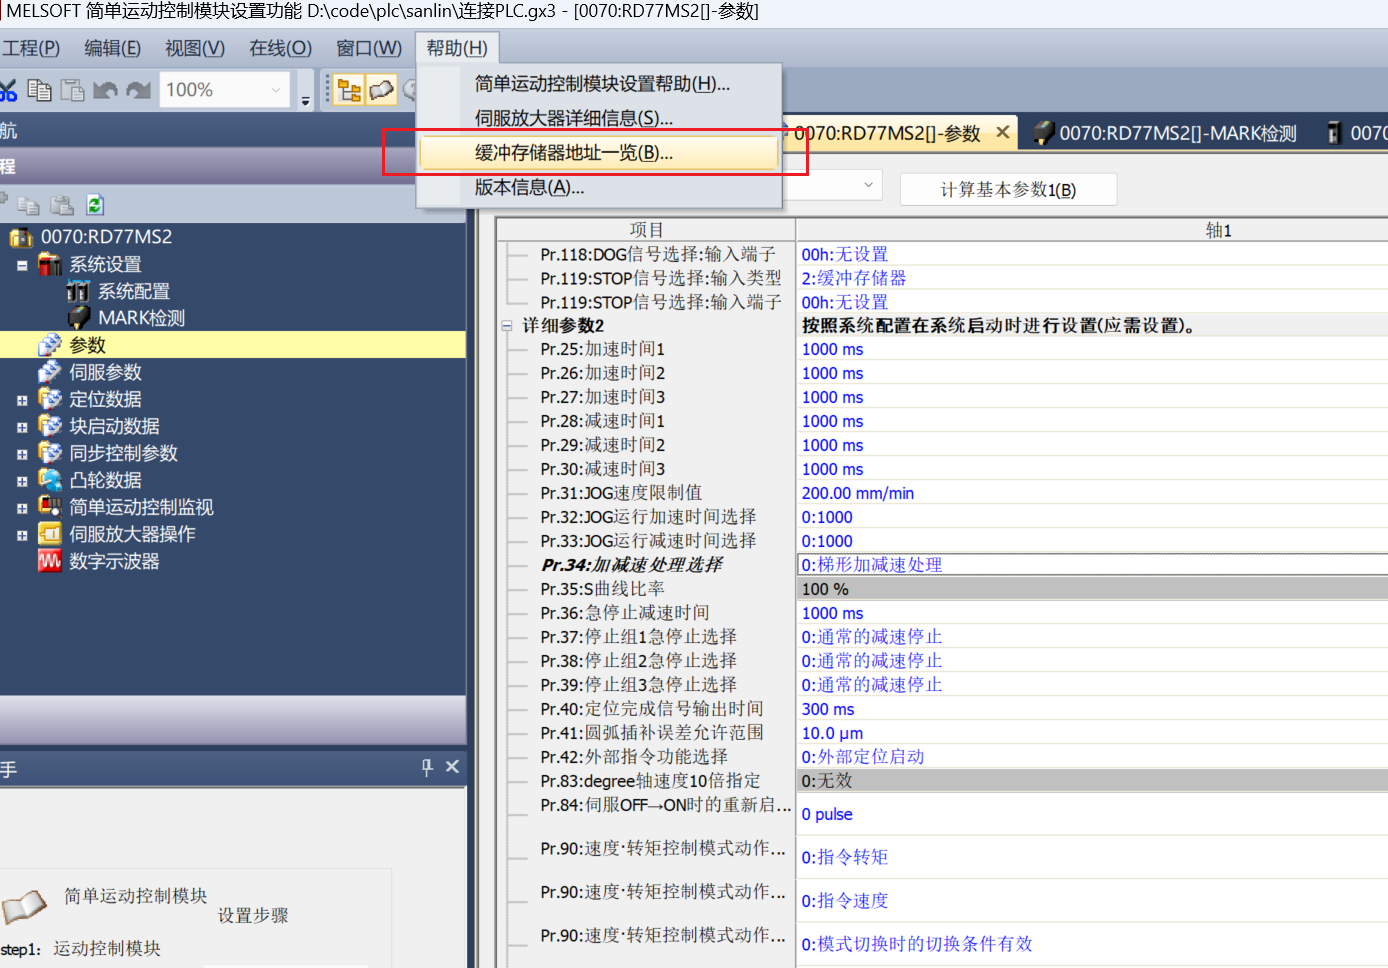 MELSOFT 简单运动控制模块设置功能 D:\code\plc\sanlin\连接PLC.gx3 - [0070:RD77MS2[]-参数]
工程(P) 编辑(E) 视图(V) 在线(O) 窗口(W) 帮助(H)
100%
简单运动控制模块设置帮助(H)...
伺服放大器详细信息(S)...
缓冲存储器地址一览(B)...
版本信息(A)...
航
0070:RD77MS2[]-参数 0070:RD77MS2[]-MARK检测 0070
程
计算基本参数1(B)
0070:RD77MS2
系统设置
系统配置
MARK检测
参数
伺服参数
定位数据
块启动数据
同步控制参数
凸轮数据
简单运动控制监视
伺服放大器操作
数字示波器
项目 轴1
Pr.118:DOG信号选择:输入端子 00h:无设置
Pr.119:STOP信号选择:输入类型 2:缓冲存储器
Pr.119:STOP信号选择:输入端子 00h:无设置
详细参数2 按照系统配置在系统启动时进行设置(应需设置)。
Pr.25:加速时间1 1000 ms
Pr.26:加速时间2 1000 ms
Pr.27:加速时间3 1000 ms
Pr.28:减速时间1 1000 ms
Pr.29:减速时间2 1000 ms
Pr.30:减速时间3 1000 ms
Pr.31:JOG速度限制值 200.00 mm/min
Pr.32:JOG运行加速时间选择 0:1000
Pr.33:JOG运行减速时间选择 0:1000
Pr.34:加减速处理选择 0:梯形加减速处理
Pr.35:S曲线比率 100 %
Pr.36:急停止减速时间 1000 ms
Pr.37:停止组1急停止选择 0:通常的减速停止
Pr.38:停止组2急停止选择 0:通常的减速停止
Pr.39:停止组3急停止选择 0:通常的减速停止
Pr.40:定位完成信号输出时间 300 ms
Pr.41:圆弧插补误差允许范围 10.0 μm
Pr.42:外部指令功能选择 0:外部定位启动
Pr.83:degree轴速度10倍指定 0:无效
Pr.84:伺服OFF→ON时的重新启... 0 pulse
Pr.90:速度·转矩控制模式动作... 0:指令转矩
Pr.90:速度·转矩控制模式动作... 0:指令速度
Pr.90:速度·转矩控制模式动作... 0:模式切换时的切换条件有效
手
简单运动控制模块
设置步骤
step1: 运动控制模块